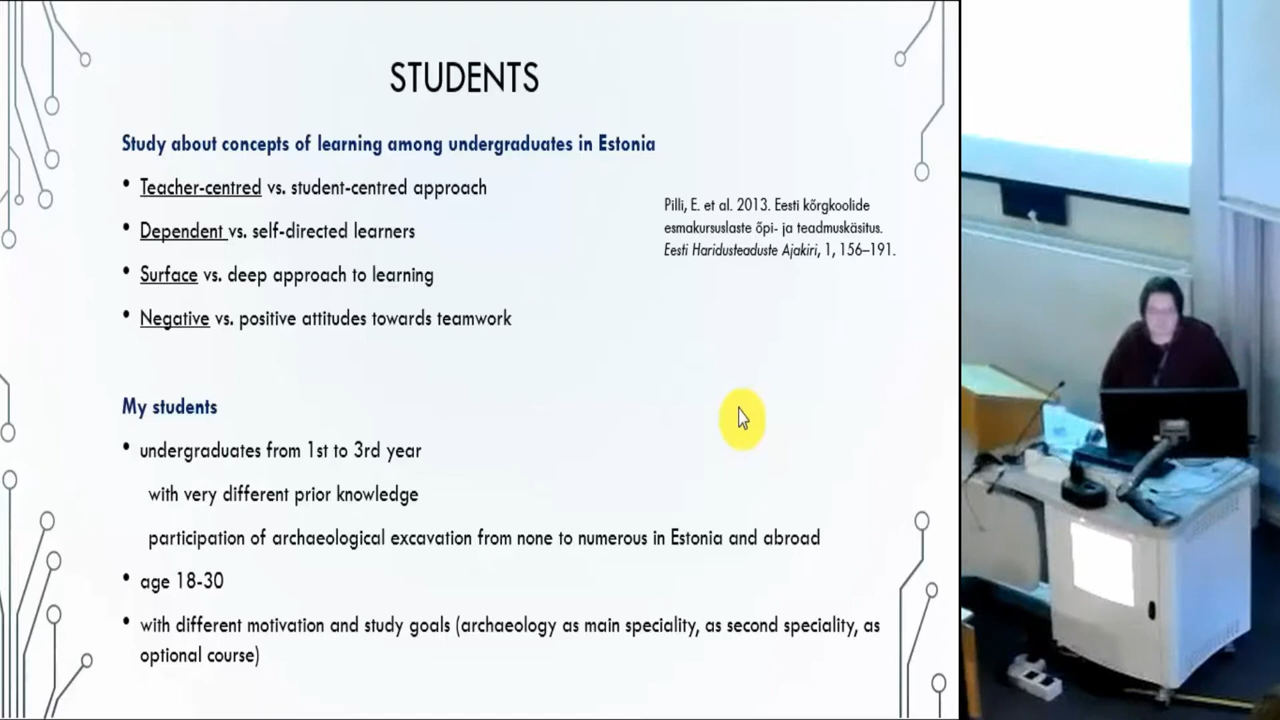 STUDENTS
Study about concepts of learning among undergraduates in Estonia
• Teacher-centred vs. student-centred approach
• Dependent vs. self-directed learners
• Surface vs. deep approach to learning
• Negative vs. positive attitudes towards teamwork
Pilli, E. et al. 2013. Eesti kõrgkoolide
esmakursuslaste õpi- ja teadmuskäsitus.
Eesti Haridusteaduste Ajakiri, 1, 156–191.
My students
• undergraduates from 1st to 3rd year
with very different prior knowledge
participation of archaeological excavation from none to numerous in Estonia and abroad
• age 18-30
• with different motivation and study goals (archaeology as main speciality, as second speciality, as
optional course)